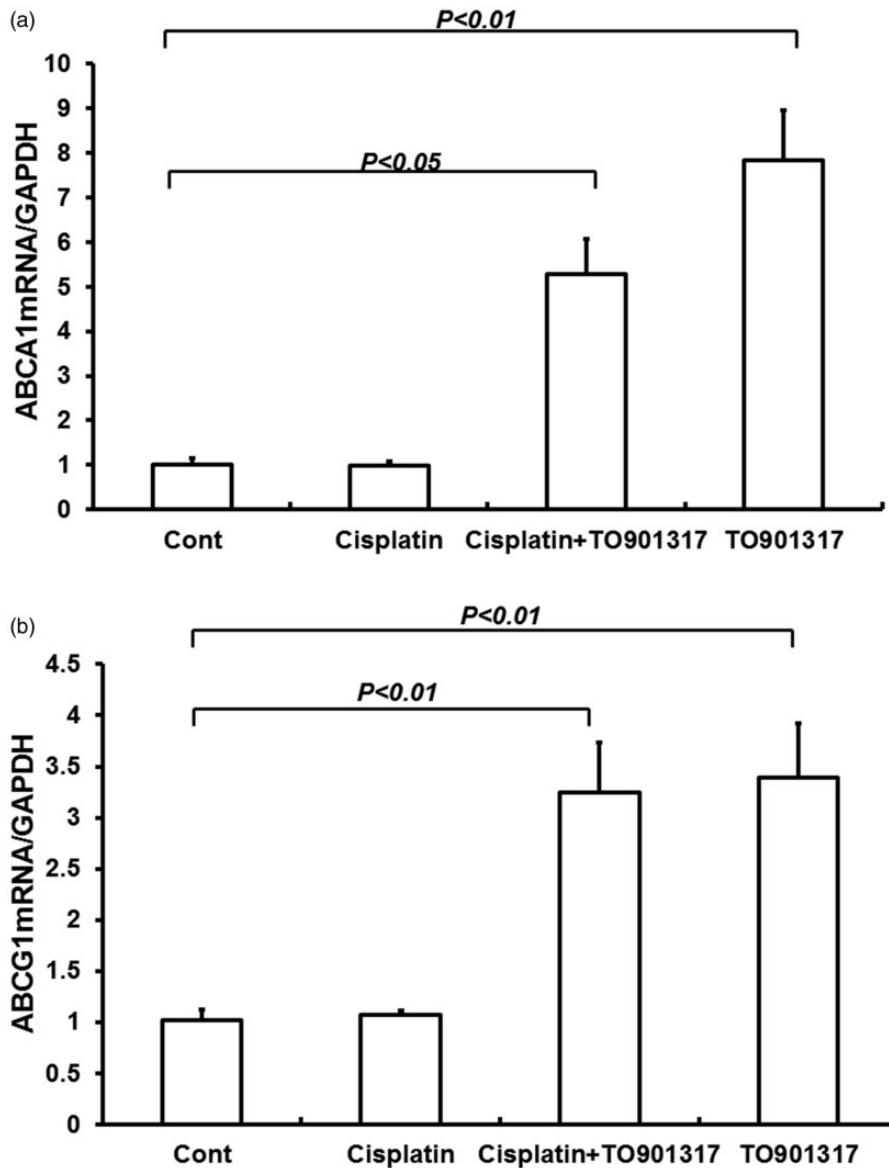 (a)
P<0.01
P<0.05
ABCA1mRNA/GAPDH
10
9
8
7
6
5
4
3
2
1
0
Cont Cisplatin Cisplatin+TO901317 TO901317
(b)
P<0.01
P<0.01
ABCG1mRNA/GAPDH
4.5
4
3.5
3
2.5
2
1.5
1
0.5
0
Cont Cisplatin Cisplatin+TO901317 TO901317